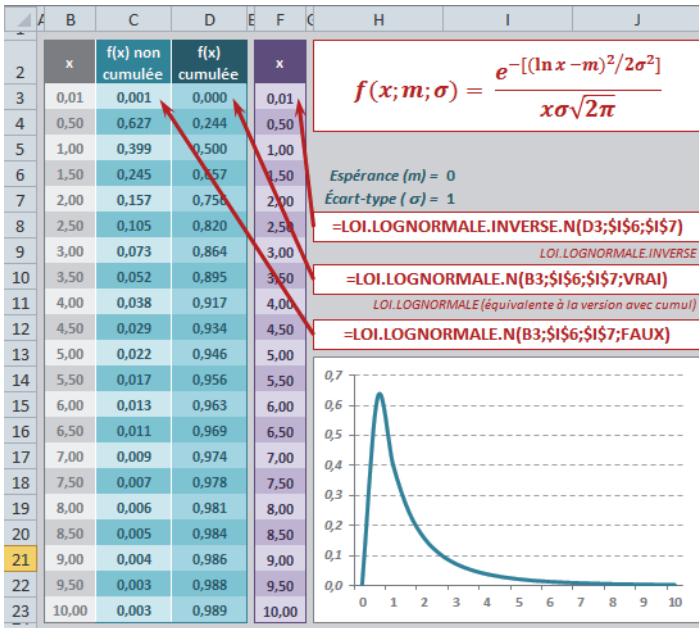 A B C D E F G H I J
1
2 x f(x) non cumulée f(x) cumulée x
3 0,01 0,001 0,000 0,01
4 0,50 0,627 0,244 0,50
5 1,00 0,399 0,500 1,00
6 1,50 0,245 0,657 1,50
7 2,00 0,157 0,756 2,00
8 2,50 0,105 0,820 2,50
9 3,00 0,073 0,864 3,00
10 3,50 0,052 0,895 3,50
11 4,00 0,038 0,917 4,00
12 4,50 0,029 0,934 4,50
13 5,00 0,022 0,946 5,00
14 5,50 0,017 0,956 5,50
15 6,00 0,013 0,963 6,00
16 6,50 0,011 0,969 6,50
17 7,00 0,009 0,974 7,00
18 7,50 0,007 0,978 7,50
19 8,00 0,006 0,981 8,00
20 8,50 0,005 0,984 8,50
21 9,00 0,004 0,986 9,00
22 9,50 0,003 0,988 9,50
23 10,00 0,003 0,989 10,00
f(x; m; σ) = e^{-[(ln x − m)²/2σ²]} / xσ√2π
Espérance (m) = 0
Écart-type ( σ) = 1
=LOI.LOGNORMALE.INVERSE.N(D3;$I$6;$I$7)
LOI.LOGNORMALE.INVERSE
=LOI.LOGNORMALE.N(B3;$I$6;$I$7;VRAI)
LOI.LOGNORMALE (équivalente à la version avec cumul)
=LOI.LOGNORMALE.N(B3;$I$6;$I$7;FAUX)
0,7
0,6
0,5
0,4
0,3
0,2
0,1
0,0
0 1 2 3 4 5 6 7 8 9 10